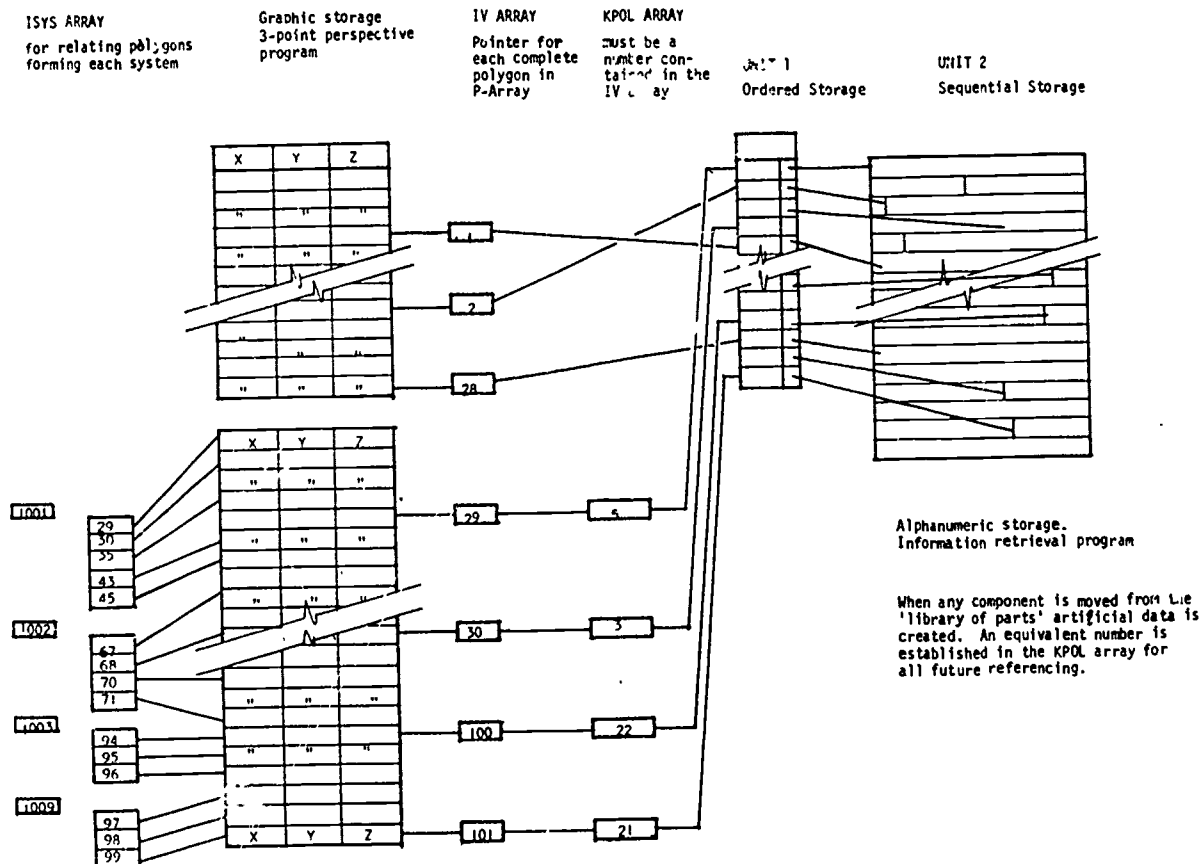 ISYS ARRAY
for relating polygons
forming each system
Graphic storage
3-point perspective
program
IV ARRAY
Pointer for
each complete
polygon in
P-Array
KPOL ARRAY
must be a
number con-
tained in the
IV array
UNIT 1
Ordered Storage
UNIT 2
Sequential Storage
X Y Z
" " "
" " "
"
"
" " "
1
2
28
X Y Z
" " "
" " "
" " "
" " "
" " "
X Y Z
1001
29
30
35
43
45
1002
67
68
70
71
1003
94
95
96
1009
97
98
99
29 5
30 3
100 22
101 21
Alphanumeric storage.
Information retrieval program
When any component is moved from the
'library of parts' artificial data is
created. An equivalent number is
established in the KPOL array for
all future referencing.